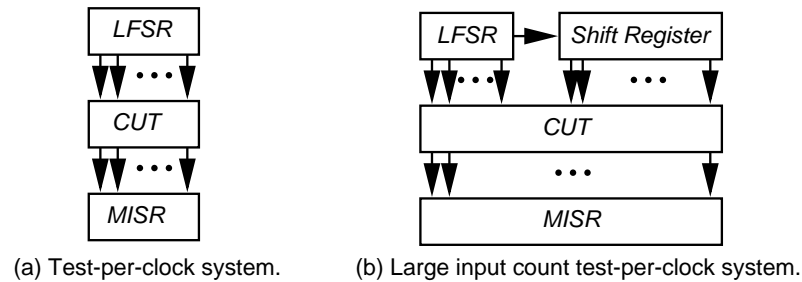 LFSR
CUT
MISR
(a) Test-per-clock system.
LFSR
Shift Register
CUT
MISR
(b) Large input count test-per-clock system.